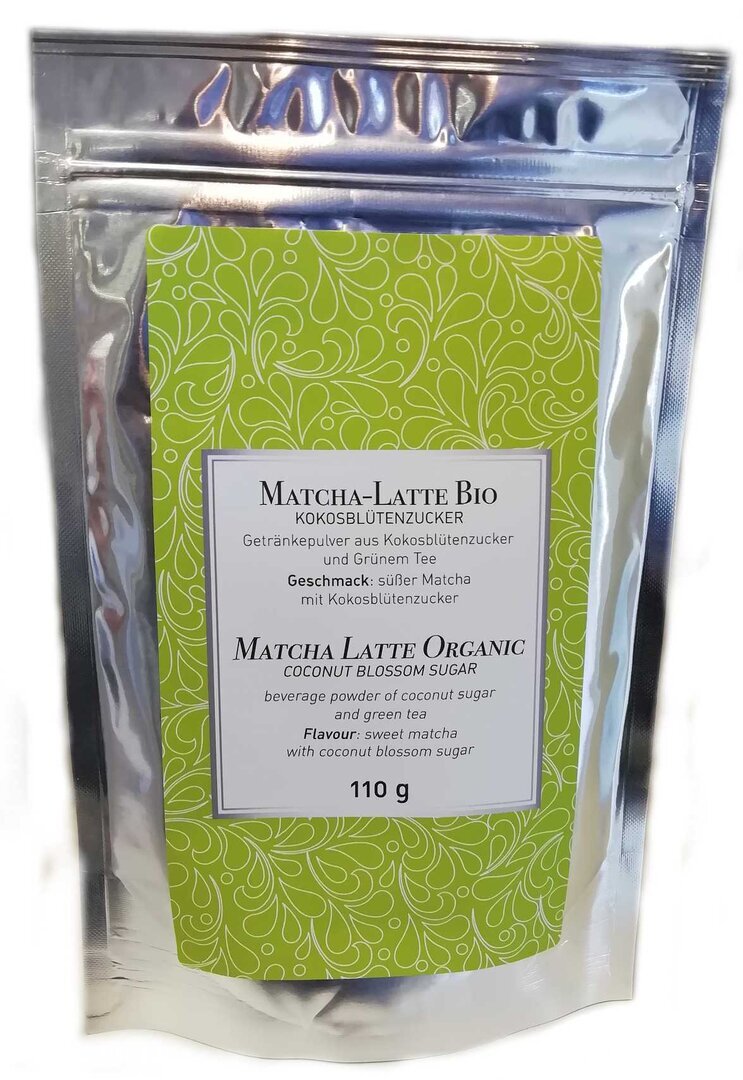 MATCHA-LATTE BIO
KOKOSBLÜTENZUCKER
Getränkepulver aus Kokosblütenzucker
und Grünem Tee
Geschmack: süßer Matcha
mit Kokosblütenzucker
MATCHA LATTE ORGANIC
COCONUT BLOSSOM SUGAR
beverage powder of coconut sugar
and green tea
Flavour: sweet matcha
with coconut blossom sugar
110 g